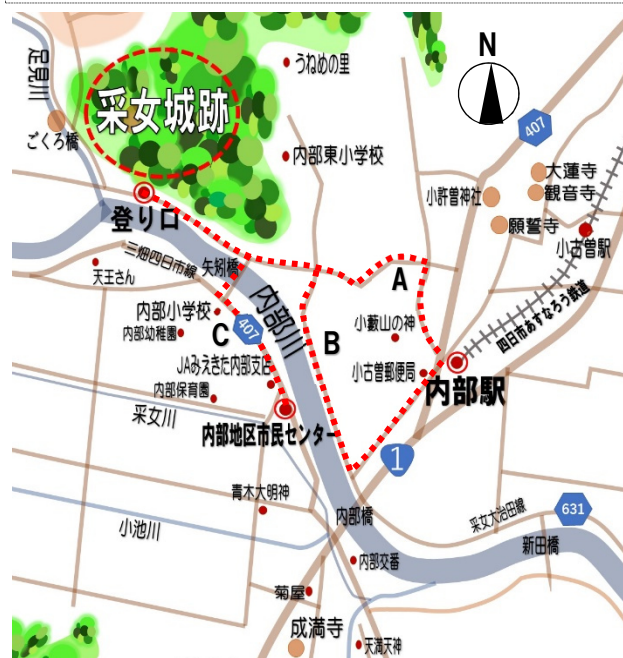 N
足見川
うねめの里
采女城跡
407
ごくろ橋
内部東小学校
大蓮寺
観音寺
小許曽神社
願誓寺
小古曽駅
登り口
三畑四日市線
矢矧橋
A
天王さん
内部川
四日市あすなろう鉄道
内部小学校
小藪山の神
内部幼稚園
C
407
B
JAみえきた内部支店
小古曽郵便局
内部駅
内部保育園
采女川
内部地区市民センター
1
青木大明神
小池川
内部橋
采女大治田線
631
新田橋
内部交番
菊屋
成満寺
天満天神